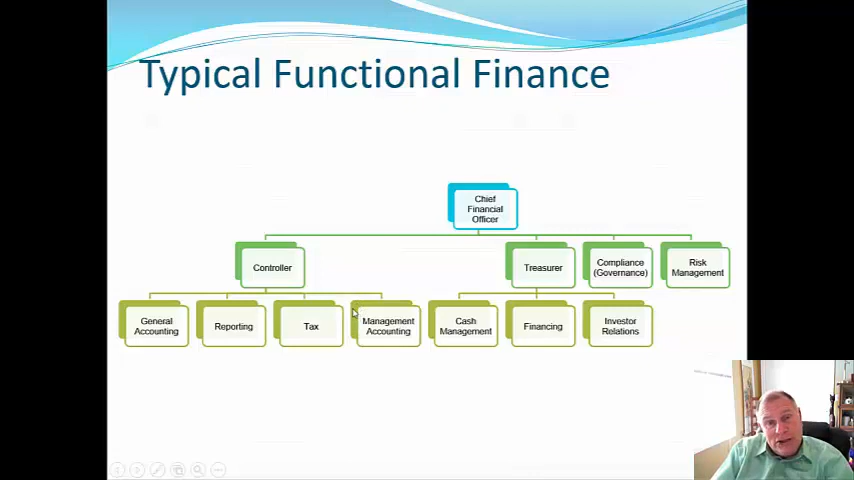 Typical Functional Finance
Chief
Financial
Officer
Controller
Treasurer
Compliance
(Governance)
Risk
Management
General
Accounting
Reporting
Tax
Management
Accounting
Cash
Management
Financing
Investor
Relations